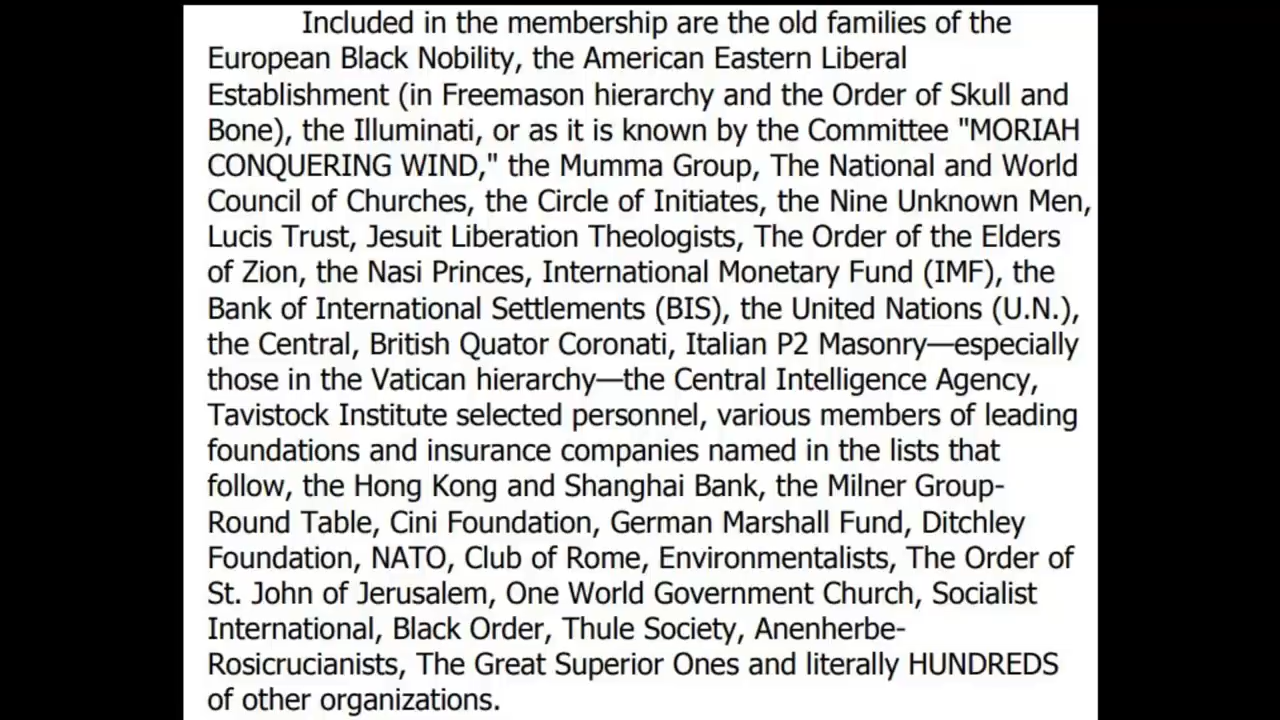 Included in the membership are the old families of the
European Black Nobility, the American Eastern Liberal
Establishment (in Freemason hierarchy and the Order of Skull and
Bone), the Illuminati, or as it is known by the Committee "MORIAH
CONQUERING WIND," the Mumma Group, The National and World
Council of Churches, the Circle of Initiates, the Nine Unknown Men,
Lucis Trust, Jesuit Liberation Theologists, The Order of the Elders
of Zion, the Nasi Princes, International Monetary Fund (IMF), the
Bank of International Settlements (BIS), the United Nations (U.N.),
the Central, British Quator Coronati, Italian P2 Masonry—especially
those in the Vatican hierarchy—the Central Intelligence Agency,
Tavistock Institute selected personnel, various members of leading
foundations and insurance companies named in the lists that
follow, the Hong Kong and Shanghai Bank, the Milner Group-
Round Table, Cini Foundation, German Marshall Fund, Ditchley
Foundation, NATO, Club of Rome, Environmentalists, The Order of
St. John of Jerusalem, One World Government Church, Socialist
International, Black Order, Thule Society, Anenherbe-
Rosicrucianists, The Great Superior Ones and literally HUNDREDS
of other organizations.